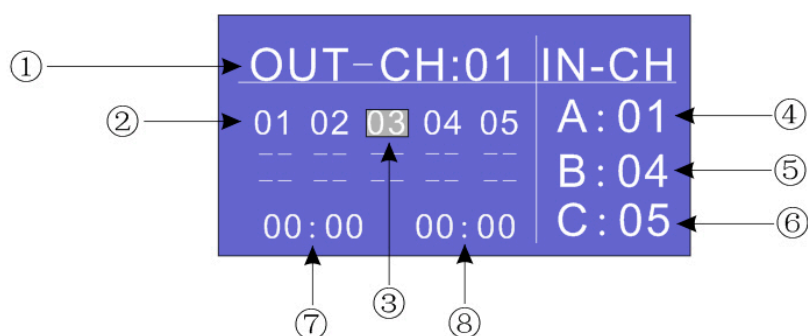 ① OUT-CH:01 IN-CH
② 01 02 03 04 05 A:01 ④
-- -- -- -- --
B:04 ⑤
-- -- -- -- --
00:00 00:00 C:05 ⑥
⑦ ③ ⑧